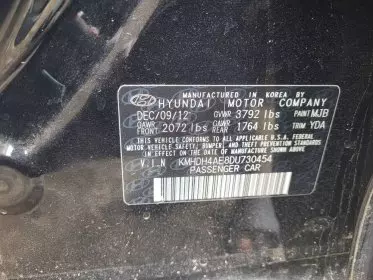 MANUFACTURED IN KOREA BY
HYUNDAI MOTOR COMPANY
DEC/09/12 GVWR 3792 lbs PAINT MJB
GAWR FRONT 2072 lbs GAWR REAR 1764 lbs TRIM YDA
THIS VEHICLE CONFORMS TO ALL APPLICABLE U.S.A. FEDERAL
MOTOR VEHICLE SAFETY, BUMPER, AND THEFT PREVENTION
STANDARDS IN EFFECT ON THE DATE OF MANUFACTURE SHOWN ABOVE.
V.I.N KMHDH4AE8DU730454
PASSENGER CAR